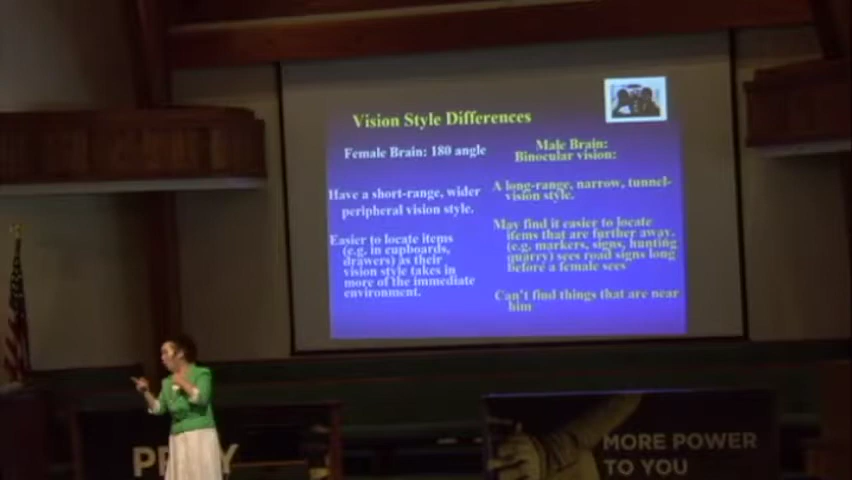 Vision Style Differences
Female Brain: 180 angle
Have a short-range, wider
peripheral vision style.
Easier to locate items
(e.g. in cupboards,
drawers) as their
vision style takes in
more of the immediate
environment.
Male Brain:
Binocular vision:
A long-range, narrow, tunnel-
vision style.
May find it easier to locate
items that are further away.
(e.g, markers, signs, hunting
quarry) sees road signs long
before a female sees
Can't find things that are near
him
MORE POWER
TO YOU